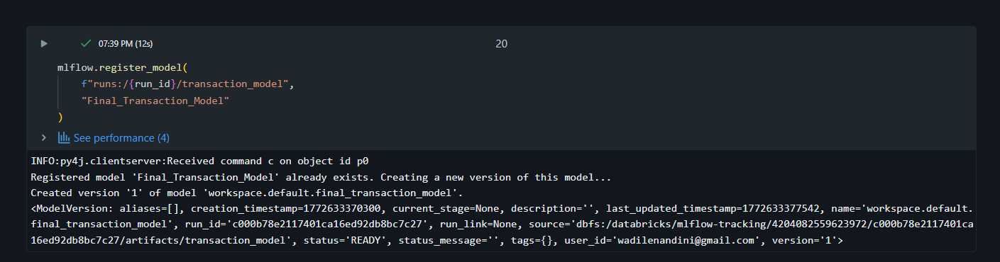 07:39 PM (12s)
20
mlflow.register_model(
f"runs:/{run_id}/transaction_model",
"Final_Transaction_Model"
)
See performance (4)
INFO:py4j.clientserver:Received command c on object id p0
Registered model 'Final_Transaction_Model' already exists. Creating a new version of this model...
Created version '1' of model 'workspace.default.final_transaction_model'.
<ModelVersion: aliases=[], creation_timestamp=1772633370300, current_stage=None, description='', last_updated_timestamp=1772633377542, name='workspace.default.
final_transaction_model', run_id='c000b78e2117401ca16ed92db8bc7c27', run_link=None, source='dbfs:/databricks/mlflow-tracking/4204082559623972/c000b78e2117401ca
16ed92db8bc7c27/artifacts/transaction_model', status='READY', status_message='', tags={}, user_id='wadilenandini@gmail.com', version='1'>